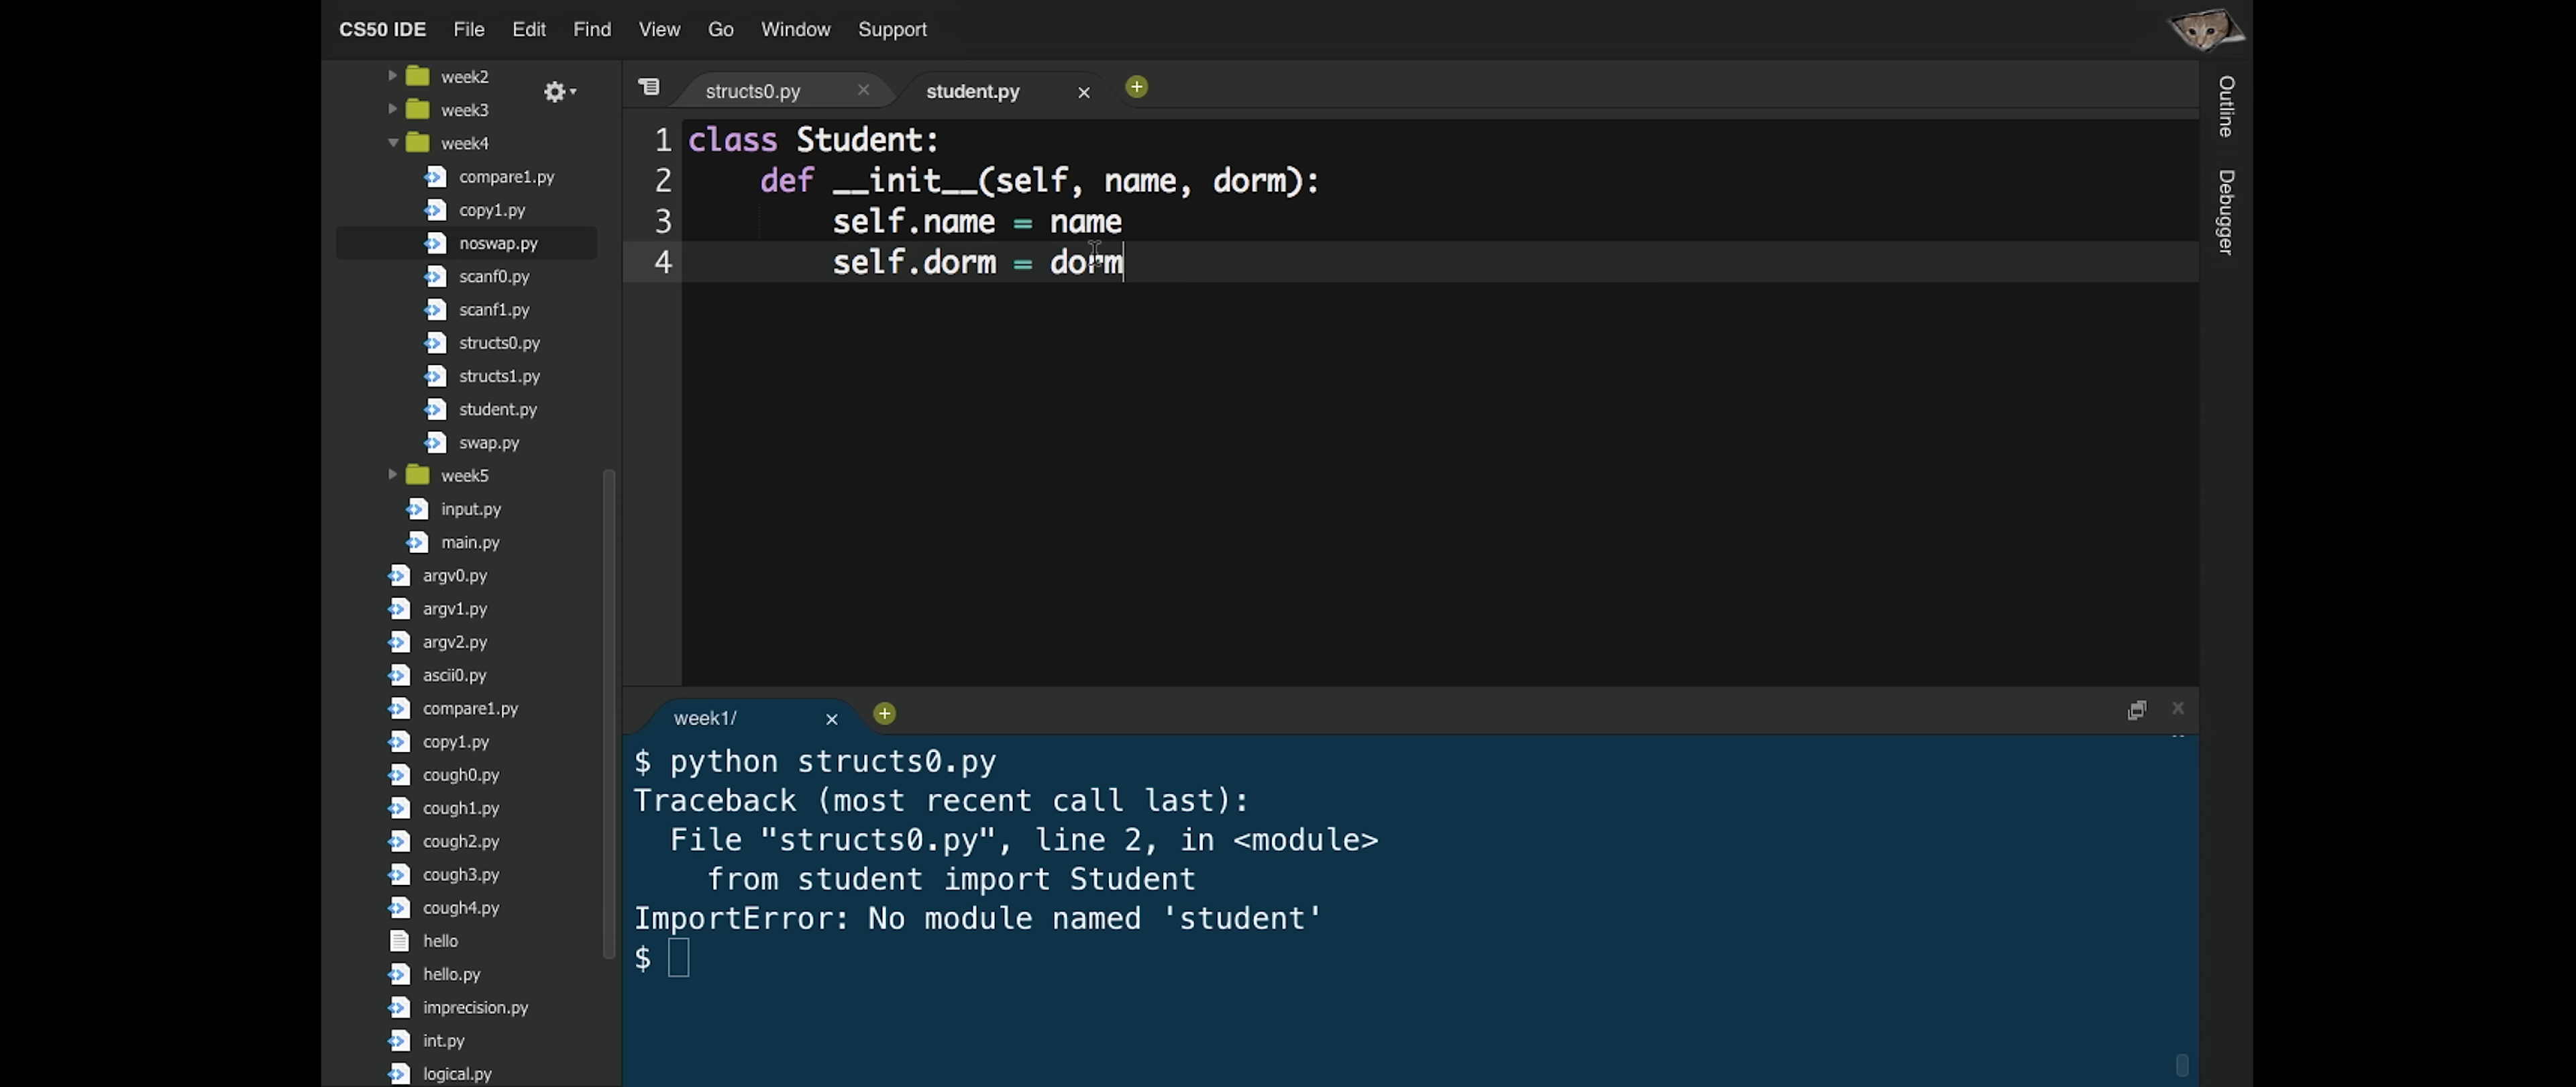 CS50 IDE File Edit Find View Go Window Support
week2
week3
week4
compare1.py
copy1.py
noswap.py
scanf0.py
scanf1.py
structs0.py
structs1.py
student.py
swap.py
week5
input.py
main.py
argv0.py
argv1.py
argv2.py
ascii0.py
compare1.py
copy1.py
cough0.py
cough1.py
cough2.py
cough3.py
cough4.py
hello
hello.py
imprecision.py
int.py
logical.py
structs0.py student.py
1 class Student:
2 def __init__(self, name, dorm):
3 self.name = name
4 self.dorm = dorm
week1/
$ python structs0.py
Traceback (most recent call last):
File "structs0.py", line 2, in <module>
from student import Student
ImportError: No module named 'student'
$
Outline
Debugger